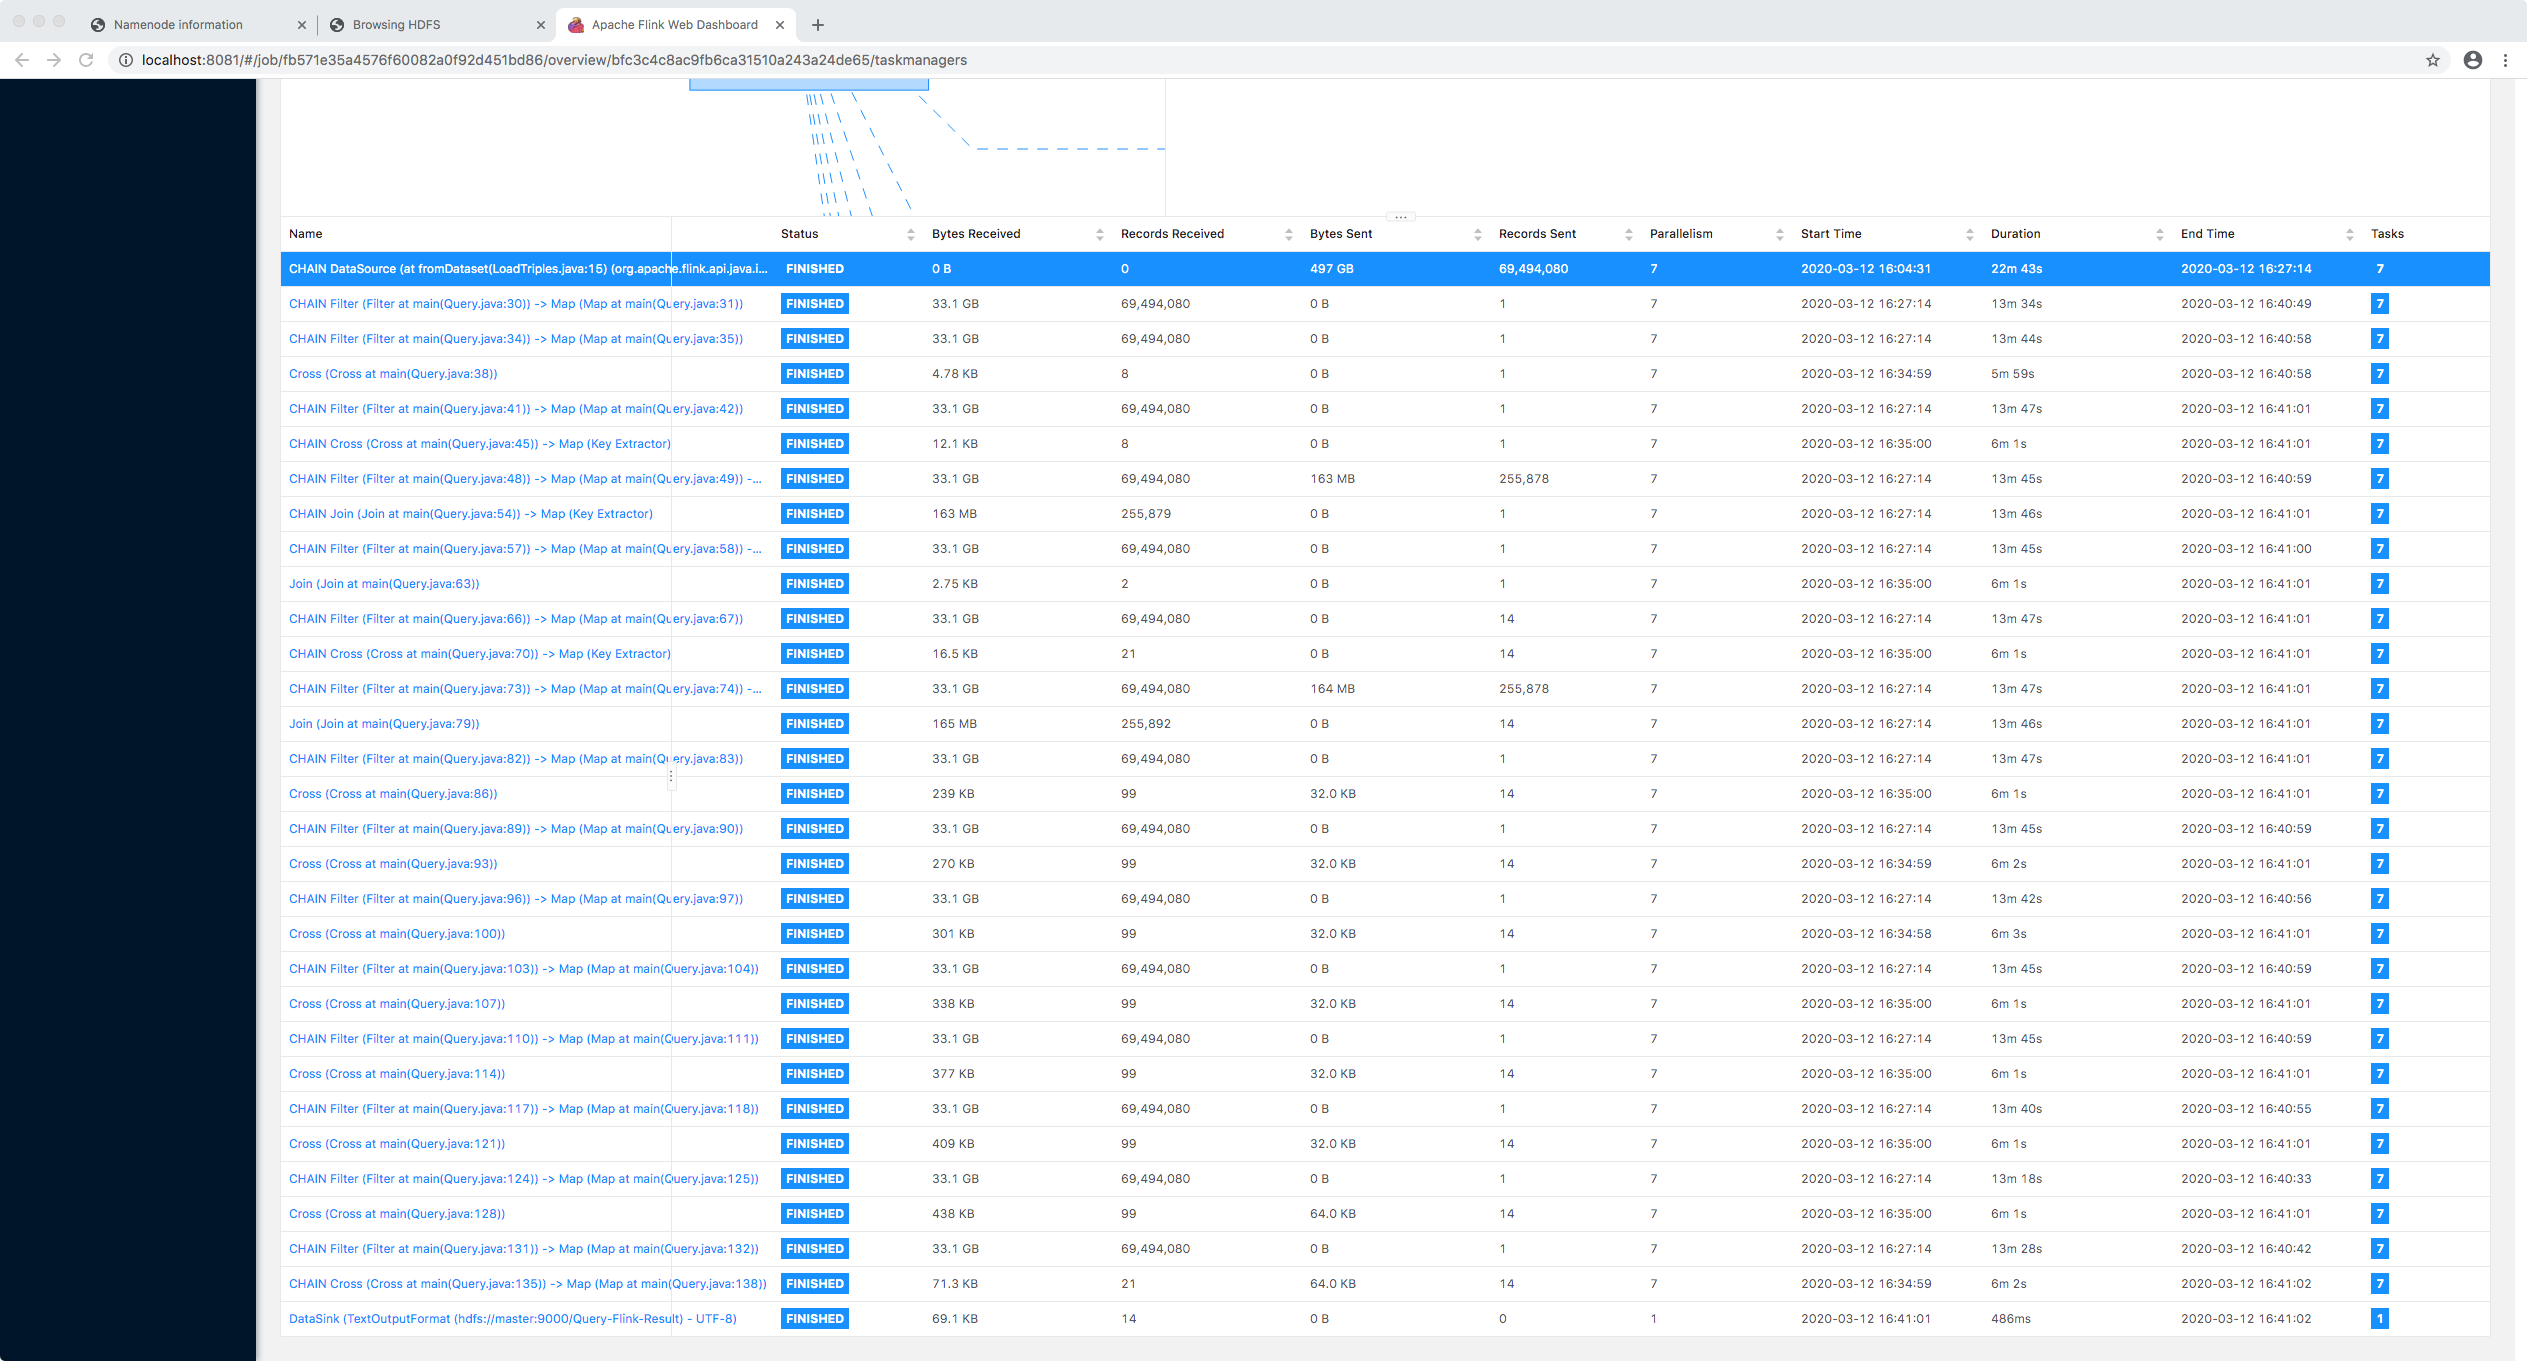 Namenode information
Browsing HDFS
Apache Flink Web Dashboard
localhost:8081/#/job/fb571e35a4576f60082a0f92d451bd86/overview/bfc3c4c8ac9fb6ca31510a243a24de65/taskmanagers
Name Status Bytes Received Records Received Bytes Sent Records Sent Parallelism Start Time Duration End Time Tasks
CHAIN DataSource (at fromDataset(LoadTriples.java:15) (org.apache.flink.api.java.i... FINISHED 0 B 0 497 GB 69,494,080 7 2020-03-12 16:04:31 22m 43s 2020-03-12 16:27:14 7
CHAIN Filter (Filter at main(Query.java:30)) -> Map (Map at main(Query.java:31)) FINISHED 33.1 GB 69,494,080 0 B 1 7 2020-03-12 16:27:14 13m 34s 2020-03-12 16:40:49 7
CHAIN Filter (Filter at main(Query.java:34)) -> Map (Map at main(Query.java:35)) FINISHED 33.1 GB 69,494,080 0 B 1 7 2020-03-12 16:27:14 13m 44s 2020-03-12 16:40:58 7
Cross (Cross at main(Query.java:38)) FINISHED 4.78 KB 8 0 B 1 7 2020-03-12 16:34:59 5m 59s 2020-03-12 16:40:58 7
CHAIN Filter (Filter at main(Query.java:41)) -> Map (Map at main(Query.java:42)) FINISHED 33.1 GB 69,494,080 0 B 1 7 2020-03-12 16:27:14 13m 47s 2020-03-12 16:41:01 7
CHAIN Cross (Cross at main(Query.java:45)) -> Map (Key Extractor) FINISHED 12.1 KB 8 0 B 1 7 2020-03-12 16:35:00 6m 1s 2020-03-12 16:41:01 7
CHAIN Filter (Filter at main(Query.java:48)) -> Map (Map at main(Query.java:49)) -... FINISHED 33.1 GB 69,494,080 163 MB 255,878 7 2020-03-12 16:27:14 13m 45s 2020-03-12 16:40:59 7
CHAIN Join (Join at main(Query.java:54)) -> Map (Key Extractor) FINISHED 163 MB 255,879 0 B 1 7 2020-03-12 16:27:14 13m 46s 2020-03-12 16:41:01 7
CHAIN Filter (Filter at main(Query.java:57)) -> Map (Map at main(Query.java:58)) -... FINISHED 33.1 GB 69,494,080 0 B 1 7 2020-03-12 16:27:14 13m 45s 2020-03-12 16:41:00 7
Join (Join at main(Query.java:63)) FINISHED 2.75 KB 2 0 B 1 7 2020-03-12 16:35:00 6m 1s 2020-03-12 16:41:01 7
CHAIN Filter (Filter at main(Query.java:66)) -> Map (Map at main(Query.java:67)) FINISHED 33.1 GB 69,494,080 0 B 14 7 2020-03-12 16:27:14 13m 47s 2020-03-12 16:41:01 7
CHAIN Cross (Cross at main(Query.java:70)) -> Map (Key Extractor) FINISHED 16.5 KB 21 0 B 14 7 2020-03-12 16:35:00 6m 1s 2020-03-12 16:41:01 7
CHAIN Filter (Filter at main(Query.java:73)) -> Map (Map at main(Query.java:74)) -... FINISHED 33.1 GB 69,494,080 164 MB 255,878 7 2020-03-12 16:27:14 13m 47s 2020-03-12 16:41:01 7
Join (Join at main(Query.java:79)) FINISHED 165 MB 255,892 0 B 14 7 2020-03-12 16:27:14 13m 46s 2020-03-12 16:41:01 7
CHAIN Filter (Filter at main(Query.java:82)) -> Map (Map at main(Query.java:83)) FINISHED 33.1 GB 69,494,080 0 B 1 7 2020-03-12 16:27:14 13m 47s 2020-03-12 16:41:01 7
Cross (Cross at main(Query.java:86)) FINISHED 239 KB 99 32.0 KB 14 7 2020-03-12 16:35:00 6m 1s 2020-03-12 16:41:01 7
CHAIN Filter (Filter at main(Query.java:89)) -> Map (Map at main(Query.java:90)) FINISHED 33.1 GB 69,494,080 0 B 1 7 2020-03-12 16:27:14 13m 45s 2020-03-12 16:40:59 7
Cross (Cross at main(Query.java:93)) FINISHED 270 KB 99 32.0 KB 14 7 2020-03-12 16:34:59 6m 2s 2020-03-12 16:41:01 7
CHAIN Filter (Filter at main(Query.java:96)) -> Map (Map at main(Query.java:97)) FINISHED 33.1 GB 69,494,080 0 B 1 7 2020-03-12 16:27:14 13m 42s 2020-03-12 16:40:56 7
Cross (Cross at main(Query.java:100)) FINISHED 301 KB 99 32.0 KB 14 7 2020-03-12 16:34:58 6m 3s 2020-03-12 16:41:01 7
CHAIN Filter (Filter at main(Query.java:103)) -> Map (Map at main(Query.java:104)) FINISHED 33.1 GB 69,494,080 0 B 1 7 2020-03-12 16:27:14 13m 45s 2020-03-12 16:40:59 7
Cross (Cross at main(Query.java:107)) FINISHED 338 KB 99 32.0 KB 14 7 2020-03-12 16:35:00 6m 1s 2020-03-12 16:41:01 7
CHAIN Filter (Filter at main(Query.java:110)) -> Map (Map at main(Query.java:111)) FINISHED 33.1 GB 69,494,080 0 B 1 7 2020-03-12 16:27:14 13m 45s 2020-03-12 16:40:59 7
Cross (Cross at main(Query.java:114)) FINISHED 377 KB 99 32.0 KB 14 7 2020-03-12 16:35:00 6m 1s 2020-03-12 16:41:01 7
CHAIN Filter (Filter at main(Query.java:117)) -> Map (Map at main(Query.java:118)) FINISHED 33.1 GB 69,494,080 0 B 1 7 2020-03-12 16:27:14 13m 40s 2020-03-12 16:40:55 7
Cross (Cross at main(Query.java:121)) FINISHED 409 KB 99 32.0 KB 14 7 2020-03-12 16:35:00 6m 1s 2020-03-12 16:41:01 7
CHAIN Filter (Filter at main(Query.java:124)) -> Map (Map at main(Query.java:125)) FINISHED 33.1 GB 69,494,080 0 B 1 7 2020-03-12 16:27:14 13m 18s 2020-03-12 16:40:33 7
Cross (Cross at main(Query.java:128)) FINISHED 438 KB 99 64.0 KB 14 7 2020-03-12 16:35:00 6m 1s 2020-03-12 16:41:01 7
CHAIN Filter (Filter at main(Query.java:131)) -> Map (Map at main(Query.java:132)) FINISHED 33.1 GB 69,494,080 0 B 1 7 2020-03-12 16:27:14 13m 28s 2020-03-12 16:40:42 7
CHAIN Cross (Cross at main(Query.java:135)) -> Map (Map at main(Query.java:138)) FINISHED 71.3 KB 21 64.0 KB 14 7 2020-03-12 16:34:59 6m 2s 2020-03-12 16:41:02 7
DataSink (TextOutputFormat (hdfs://master:9000/Query-Flink-Result) - UTF-8) FINISHED 69.1 KB 14 0 B 0 1 2020-03-12 16:41:01 486ms 2020-03-12 16:41:02 1